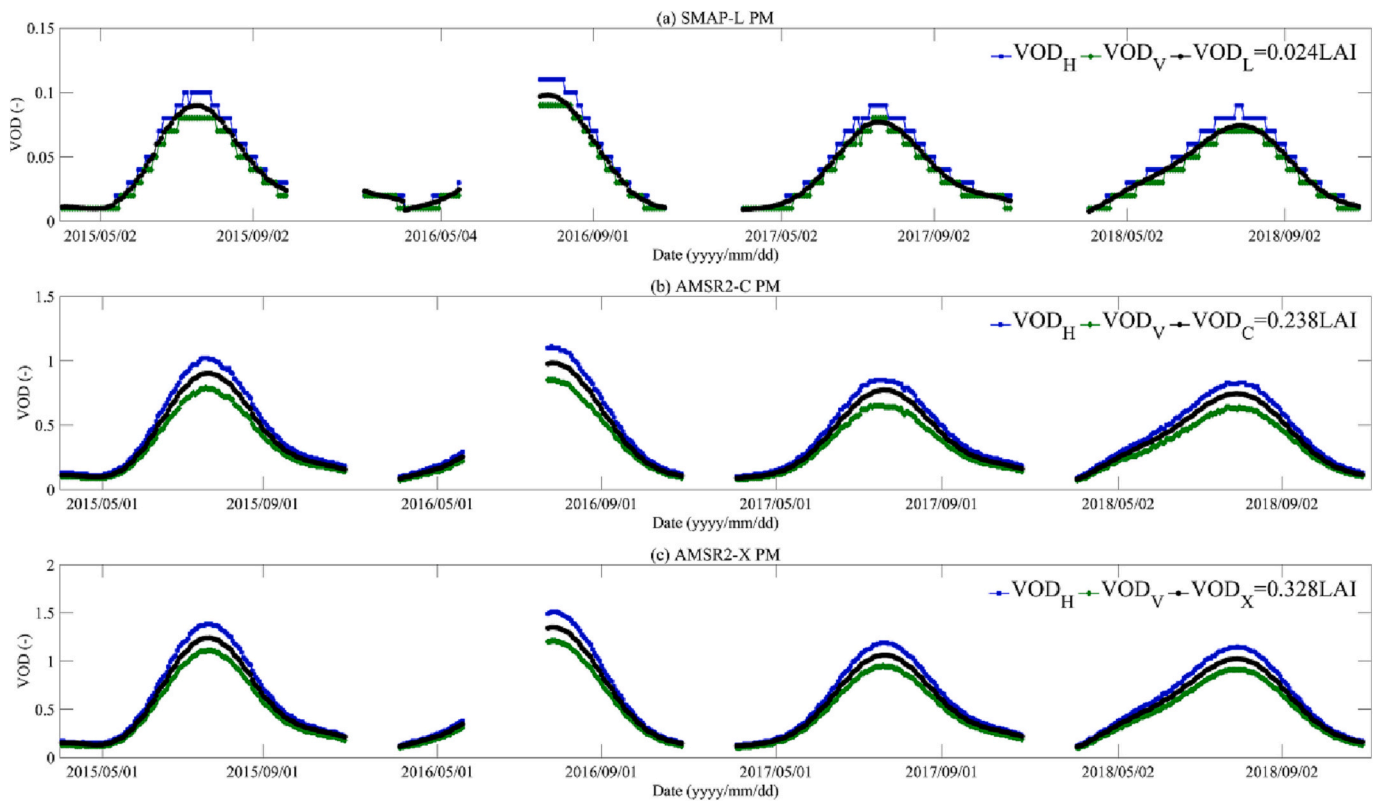 (a) SMAP-L PM
0.15
VOD_H VOD_V VOD_L=0.024LAI
0.1
VOD (-)
0.05
0
2015/05/02 2015/09/02 2016/05/04 2016/09/01 2017/05/02 2017/09/02 2018/05/02 2018/09/02
Date (yyyy/mm/dd)
(b) AMSR2-C PM
1.5
VOD_H VOD_V VOD_C=0.238LAI
1
VOD (-)
0.5
0
2015/05/01 2015/09/01 2016/05/01 2016/09/01 2017/05/01 2017/09/01 2018/05/02 2018/09/02
Date (yyyy/mm/dd)
(c) AMSR2-X PM
2
VOD_H VOD_V VOD_X=0.328LAI
1.5
VOD (-)
1
0.5
0
2015/05/01 2015/09/01 2016/05/01 2016/09/01 2017/05/01 2017/09/01 2018/05/02 2018/09/02
Date (yyyy/mm/dd)